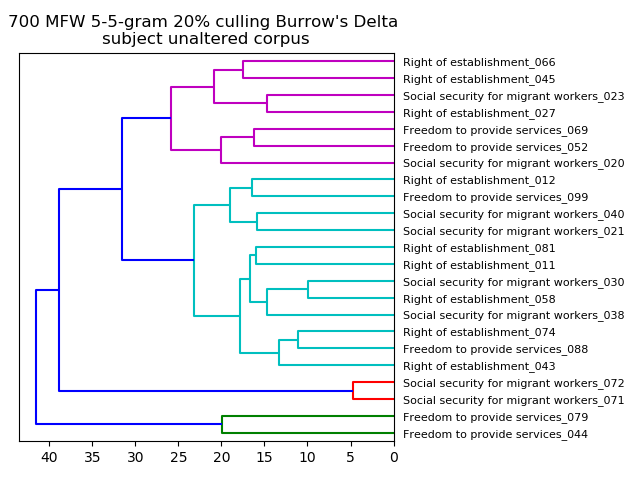 700 MFW 5-5-gram 20% culling Burrow's Delta
subject unaltered corpus
Right of establishment_066
Right of establishment_045
Social security for migrant workers_023
Right of establishment_027
Freedom to provide services_069
Freedom to provide services_052
Social security for migrant workers_020
Right of establishment_012
Freedom to provide services_099
Social security for migrant workers_040
Social security for migrant workers_021
Right of establishment_081
Right of establishment_011
Social security for migrant workers_030
Right of establishment_058
Social security for migrant workers_038
Right of establishment_074
Freedom to provide services_088
Right of establishment_043
Social security for migrant workers_072
Social security for migrant workers_071
Freedom to provide services_079
Freedom to provide services_044
40 35 30 25 20 15 10 5 0